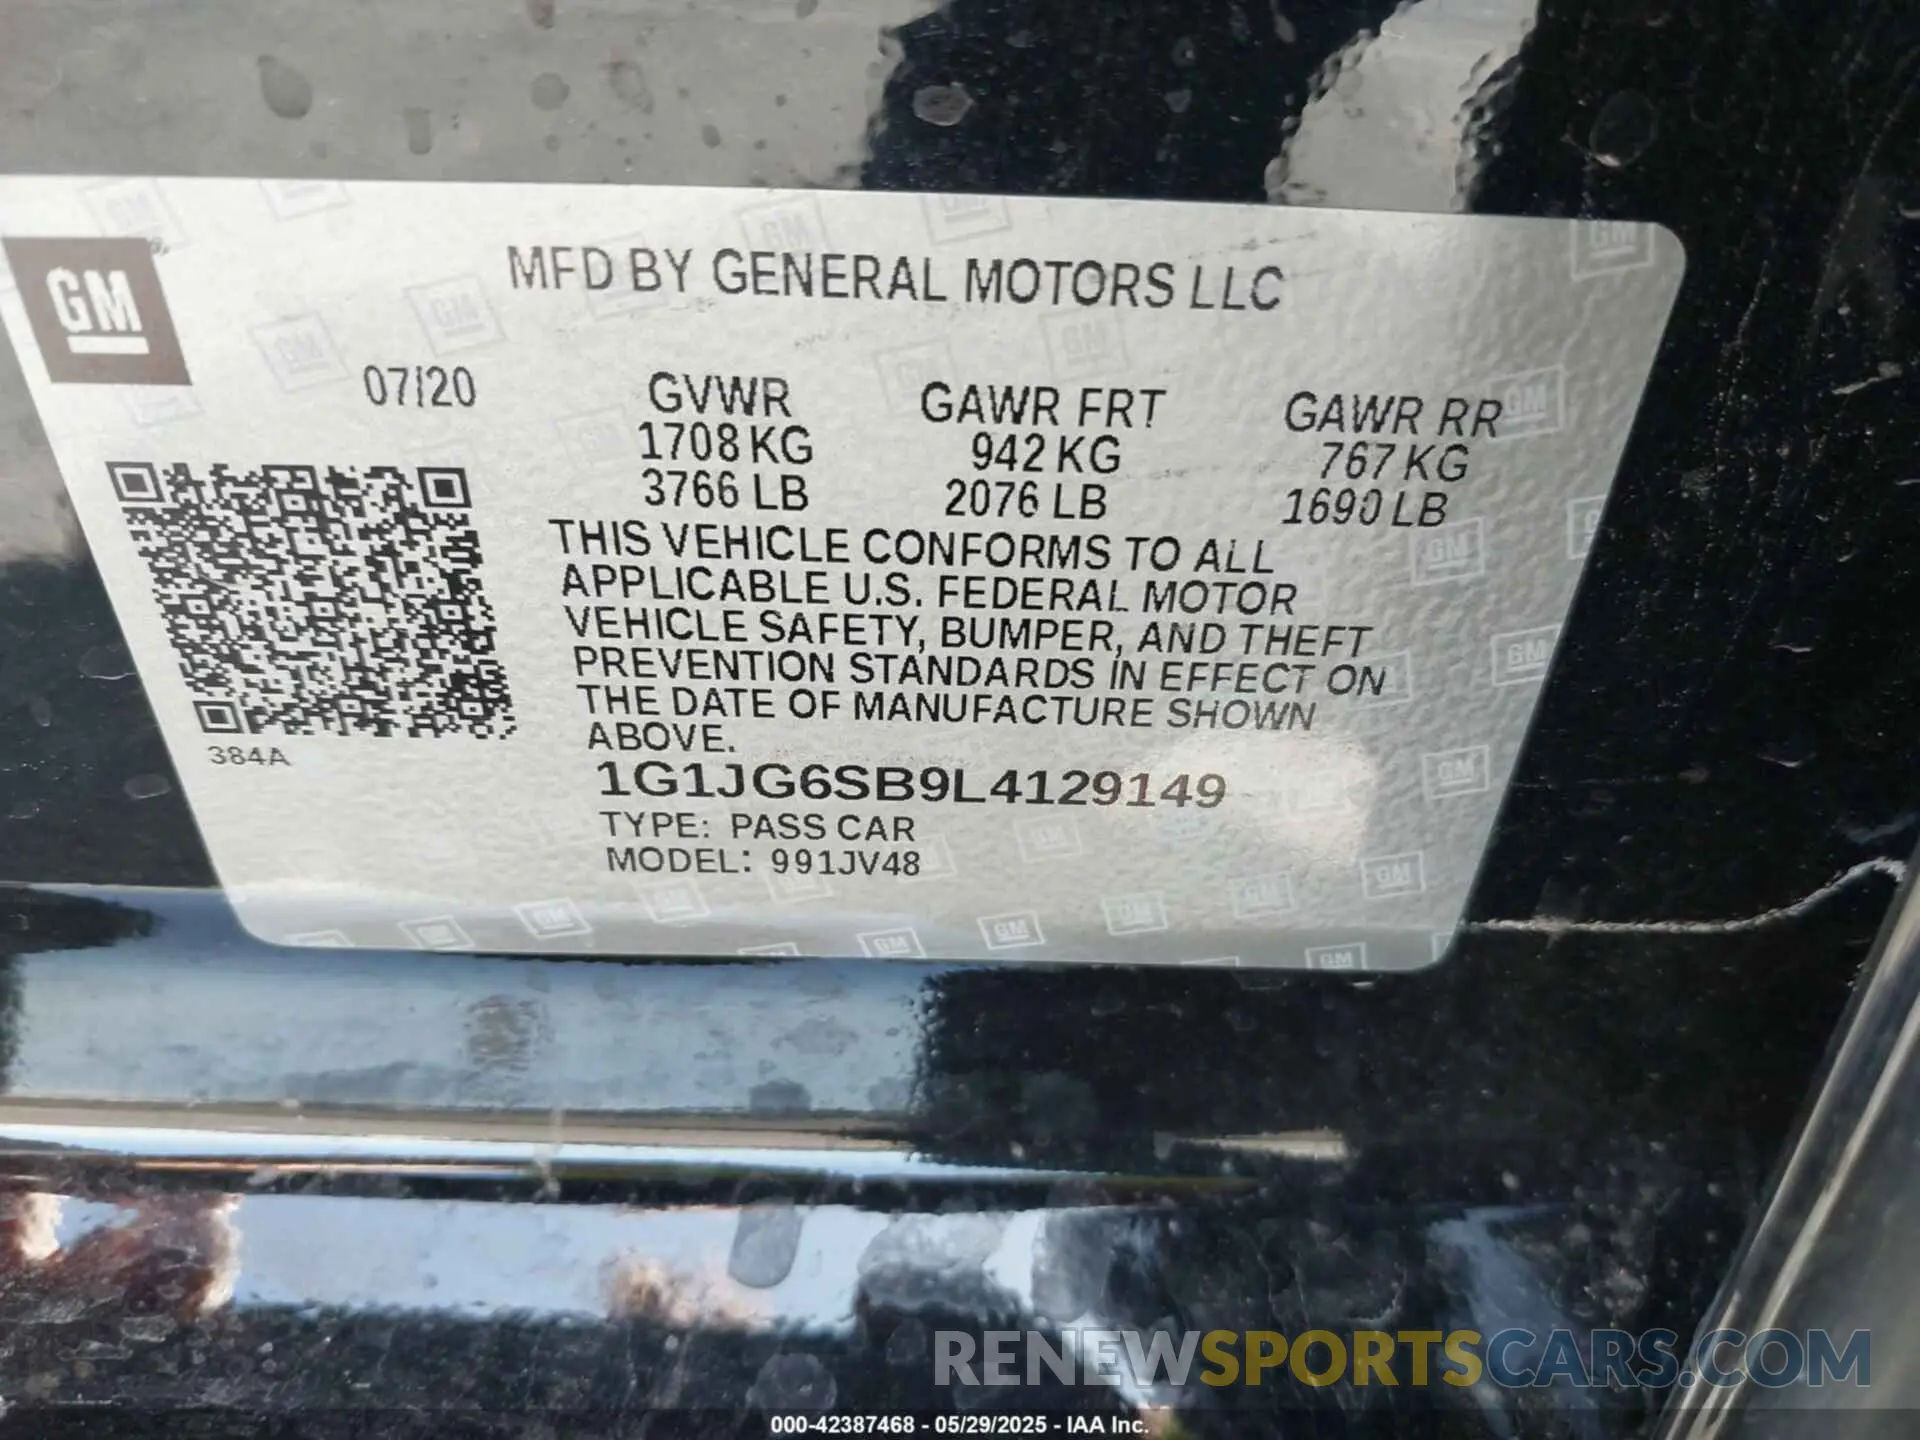 GM
MFD BY GENERAL MOTORS LLC
07/20
GVWR
1708 KG
3766 LB
GAWR FRT
942 KG
2076 LB
GAWR RR
767 KG
1690 LB
384A
THIS VEHICLE CONFORMS TO ALL
APPLICABLE U.S. FEDERAL MOTOR
VEHICLE SAFETY, BUMPER, AND THEFT
PREVENTION STANDARDS IN EFFECT ON
THE DATE OF MANUFACTURE SHOWN
ABOVE.
1G1JG6SB9L4129149
TYPE: PASS CAR
MODEL: 991JV48
RENEWSPORTSCARS.COM
000-42387468 - 05/29/2025 - IAA Inc.